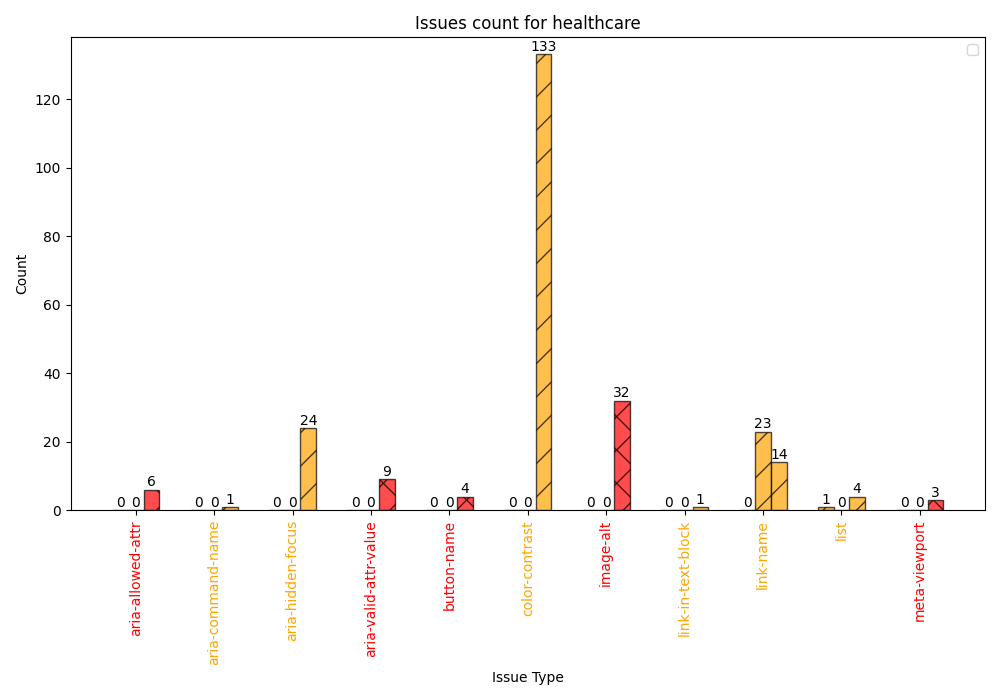 Issues count for healthcare
Count
120
100
80
60
40
20
0
0 0 6
0 0 1
0 0 24
0 0 9
0 0 4
0 0 133
0 0 32
0 0 1
0 23 14
1 0 4
0 0 3
aria-allowed-attr
aria-command-name
aria-hidden-focus
aria-valid-attr-value
button-name
color-contrast
image-alt
link-in-text-block
link-name
list
meta-viewport
Issue Type